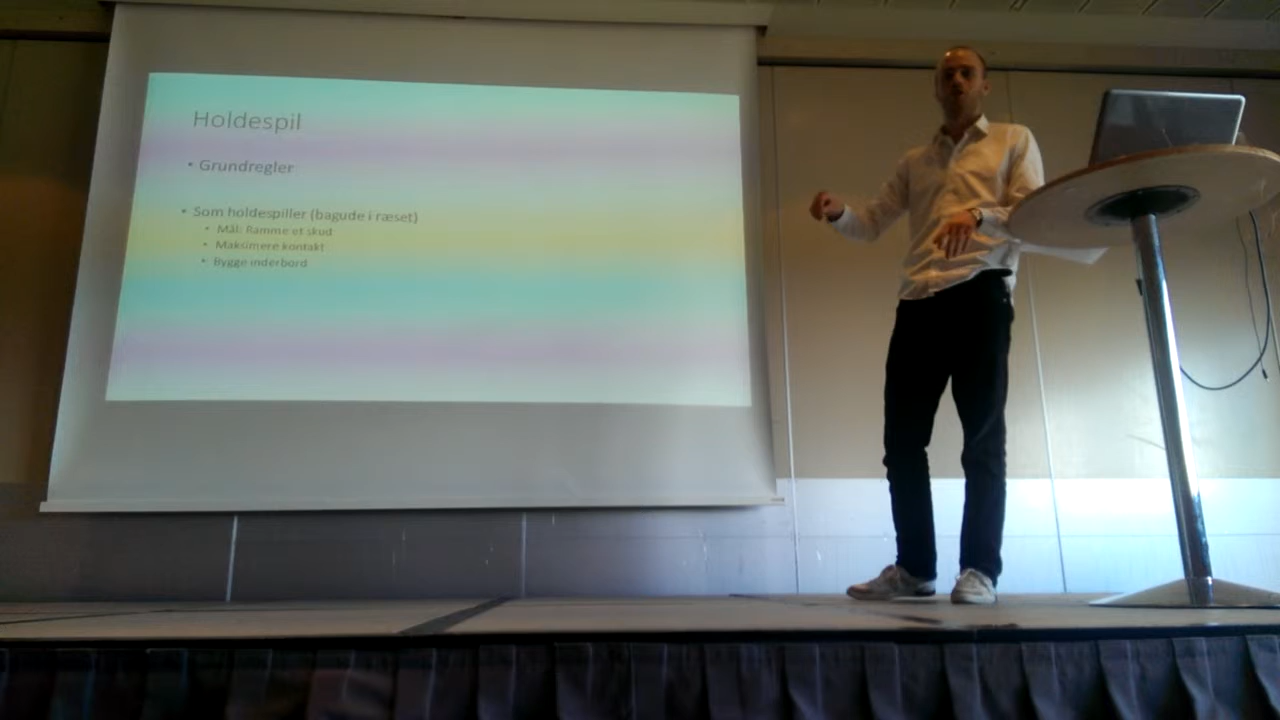 Holdespil
• Grundregler
• Som holdespiller (bagude i ræset)
• Mål: Ramme et skud
• Maksimere kontakt
• Bygge inderbord